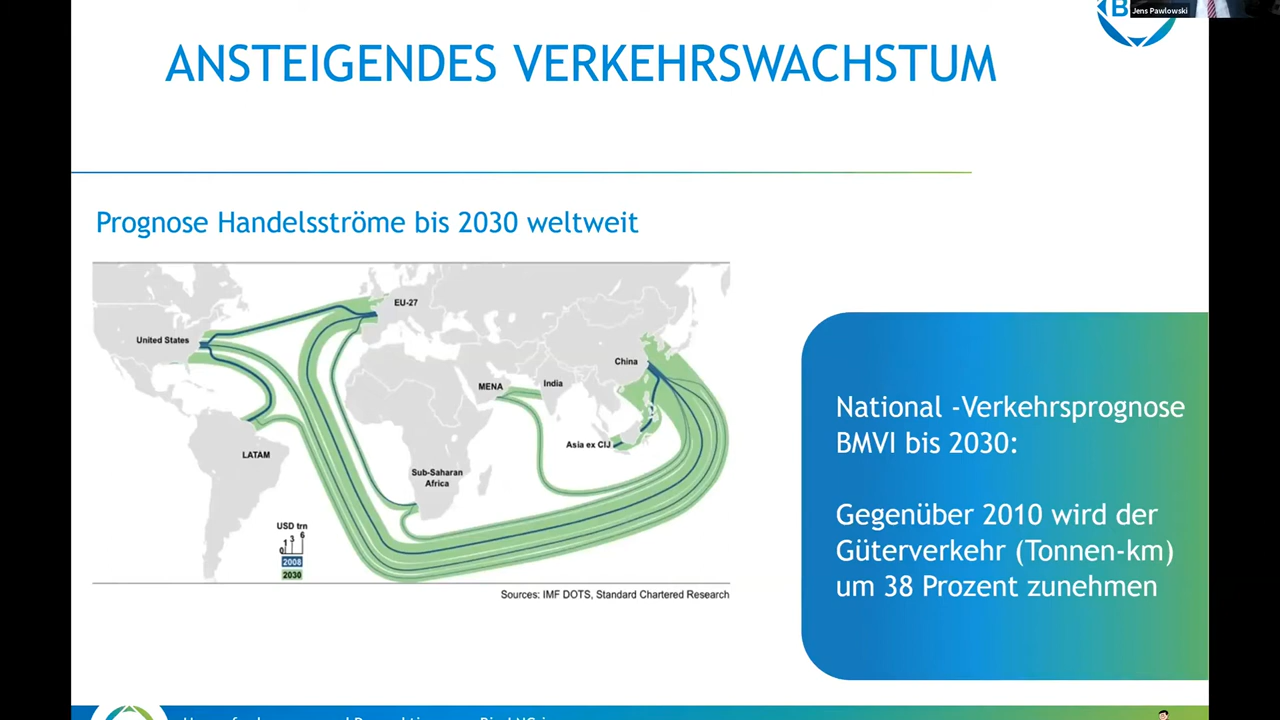 B
Jens Pawlowski
ANSTEIGENDES VERKEHRSWACHSTUM
Prognose Handelsströme bis 2030 weltweit
EU-27
United States
China
MENA
India
Asia ex CIJ
LATAM
Sub-Saharan
Africa
USD trn
0 1 3 6
2008
2030
Sources: IMF DOTS, Standard Chartered Research
National -Verkehrsprognose
BMVI bis 2030:
Gegenüber 2010 wird der
Güterverkehr (Tonnen-km)
um 38 Prozent zunehmen